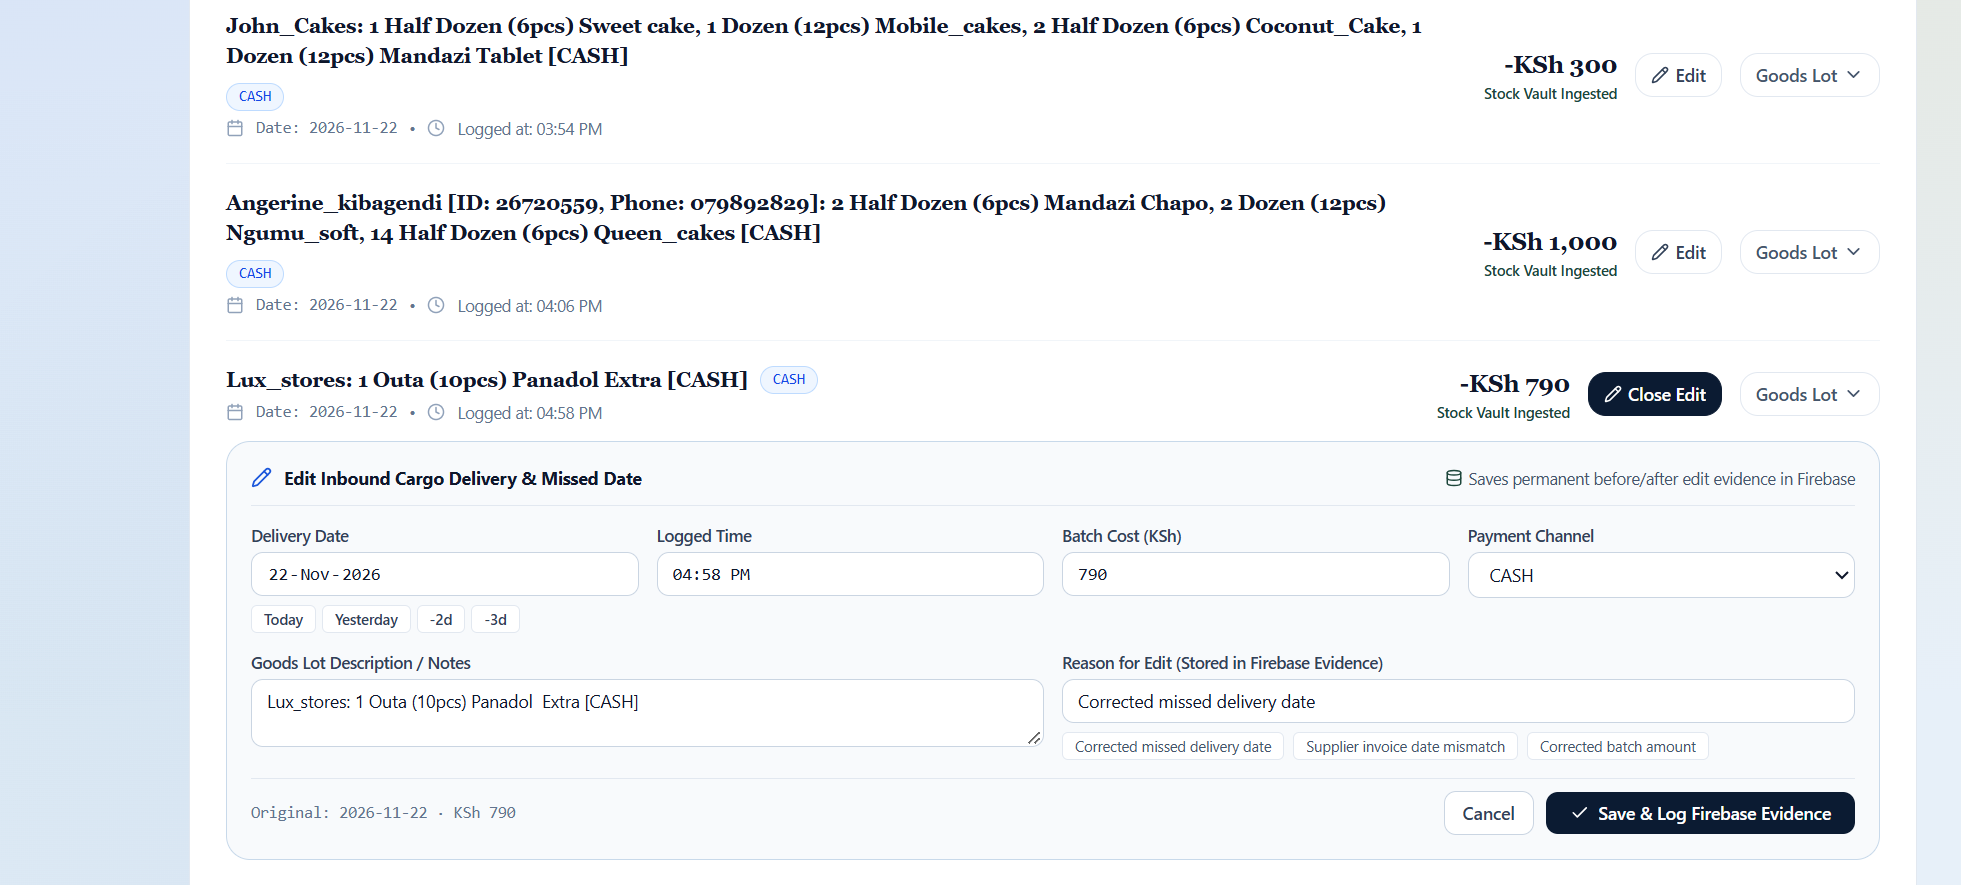 John_Cakes: 1 Half Dozen (6pcs) Sweet cake, 1 Dozen (12pcs) Mobile_cakes, 2 Half Dozen (6pcs) Coconut_Cake, 1
Dozen (12pcs) Mandazi Tablet [CASH]
CASH
Date: 2026-11-22 • Logged at: 03:54 PM
-KSh 300
Stock Vault Ingested
Edit
Goods Lot
Angerine_kibagendi [ID: 26720559, Phone: 079892829]: 2 Half Dozen (6pcs) Mandazi Chapo, 2 Dozen (12pcs)
Ngumu_soft, 14 Half Dozen (6pcs) Queen_cakes [CASH]
CASH
Date: 2026-11-22 • Logged at: 04:06 PM
-KSh 1,000
Stock Vault Ingested
Edit
Goods Lot
Lux_stores: 1 Outa (10pcs) Panadol Extra [CASH] CASH
Date: 2026-11-22 • Logged at: 04:58 PM
-KSh 790
Stock Vault Ingested
Close Edit
Goods Lot
Edit Inbound Cargo Delivery & Missed Date
Saves permanent before/after edit evidence in Firebase
Delivery Date
22-Nov-2026
Today Yesterday -2d -3d
Logged Time
04:58 PM
Batch Cost (KSh)
790
Payment Channel
CASH
Goods Lot Description / Notes
Lux_stores: 1 Outa (10pcs) Panadol  Extra [CASH]
Reason for Edit (Stored in Firebase Evidence)
Corrected missed delivery date
Corrected missed delivery date Supplier invoice date mismatch Corrected batch amount
Original: 2026-11-22 · KSh 790
Cancel
Save & Log Firebase Evidence